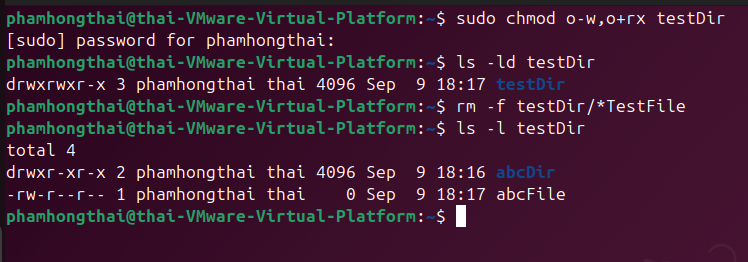 phamhongthai@thai-VMware-Virtual-Platform:~$ sudo chmod o-w,o+rx testDir
[sudo] password for phamhongthai:
phamhongthai@thai-VMware-Virtual-Platform:~$ ls -ld testDir
drwxrwxr-x 3 phamhongthai thai 4096 Sep  9 18:17 testDir
phamhongthai@thai-VMware-Virtual-Platform:~$ rm -f testDir/*TestFile
phamhongthai@thai-VMware-Virtual-Platform:~$ ls -l testDir
total 4
drwxr-xr-x 2 phamhongthai thai 4096 Sep  9 18:16 abcDir
-rw-r--r-- 1 phamhongthai thai    0 Sep  9 18:17 abcFile
phamhongthai@thai-VMware-Virtual-Platform:~$